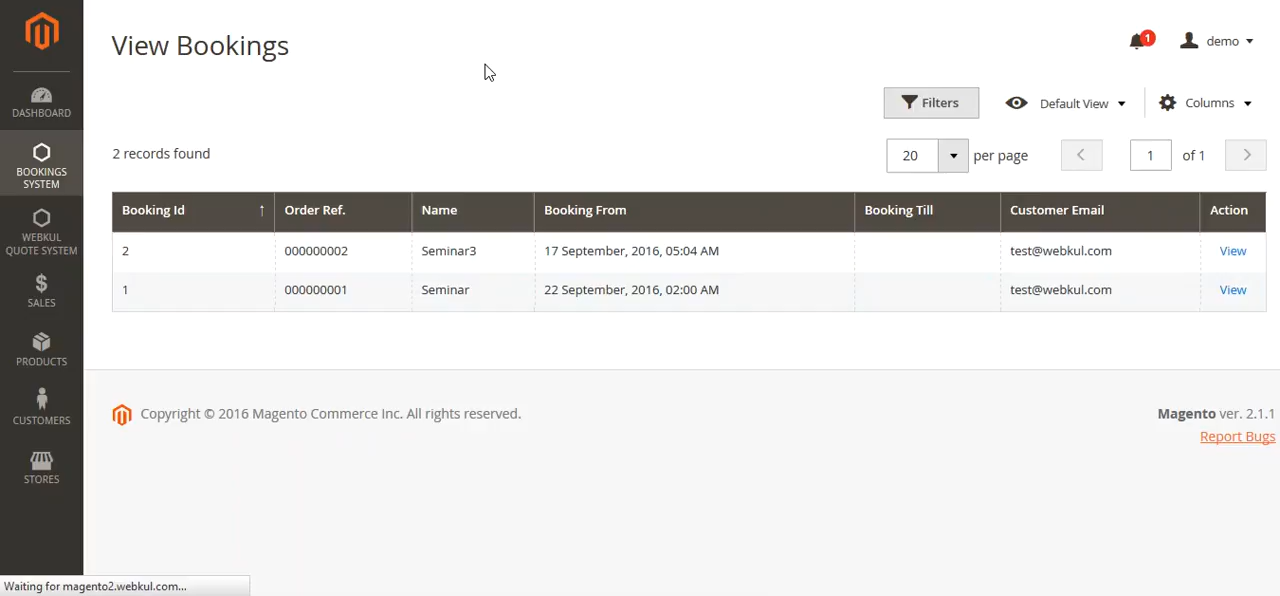 View Bookings
1
demo
DASHBOARD
BOOKINGS
SYSTEM
WEBKUL
QUOTE SYSTEM
$
SALES
PRODUCTS
CUSTOMERS
STORES
Filters
Default View
Columns
2 records found
20 per page
1 of 1
Booking Id ↑ Order Ref. Name Booking From Booking Till Customer Email Action
2 000000002 Seminar3 17 September, 2016, 05:04 AM test@webkul.com View
1 000000001 Seminar 22 September, 2016, 02:00 AM test@webkul.com View
Copyright © 2016 Magento Commerce Inc. All rights reserved.
Magento ver. 2.1.1
Report Bugs
Waiting for magento2.webkul.com...